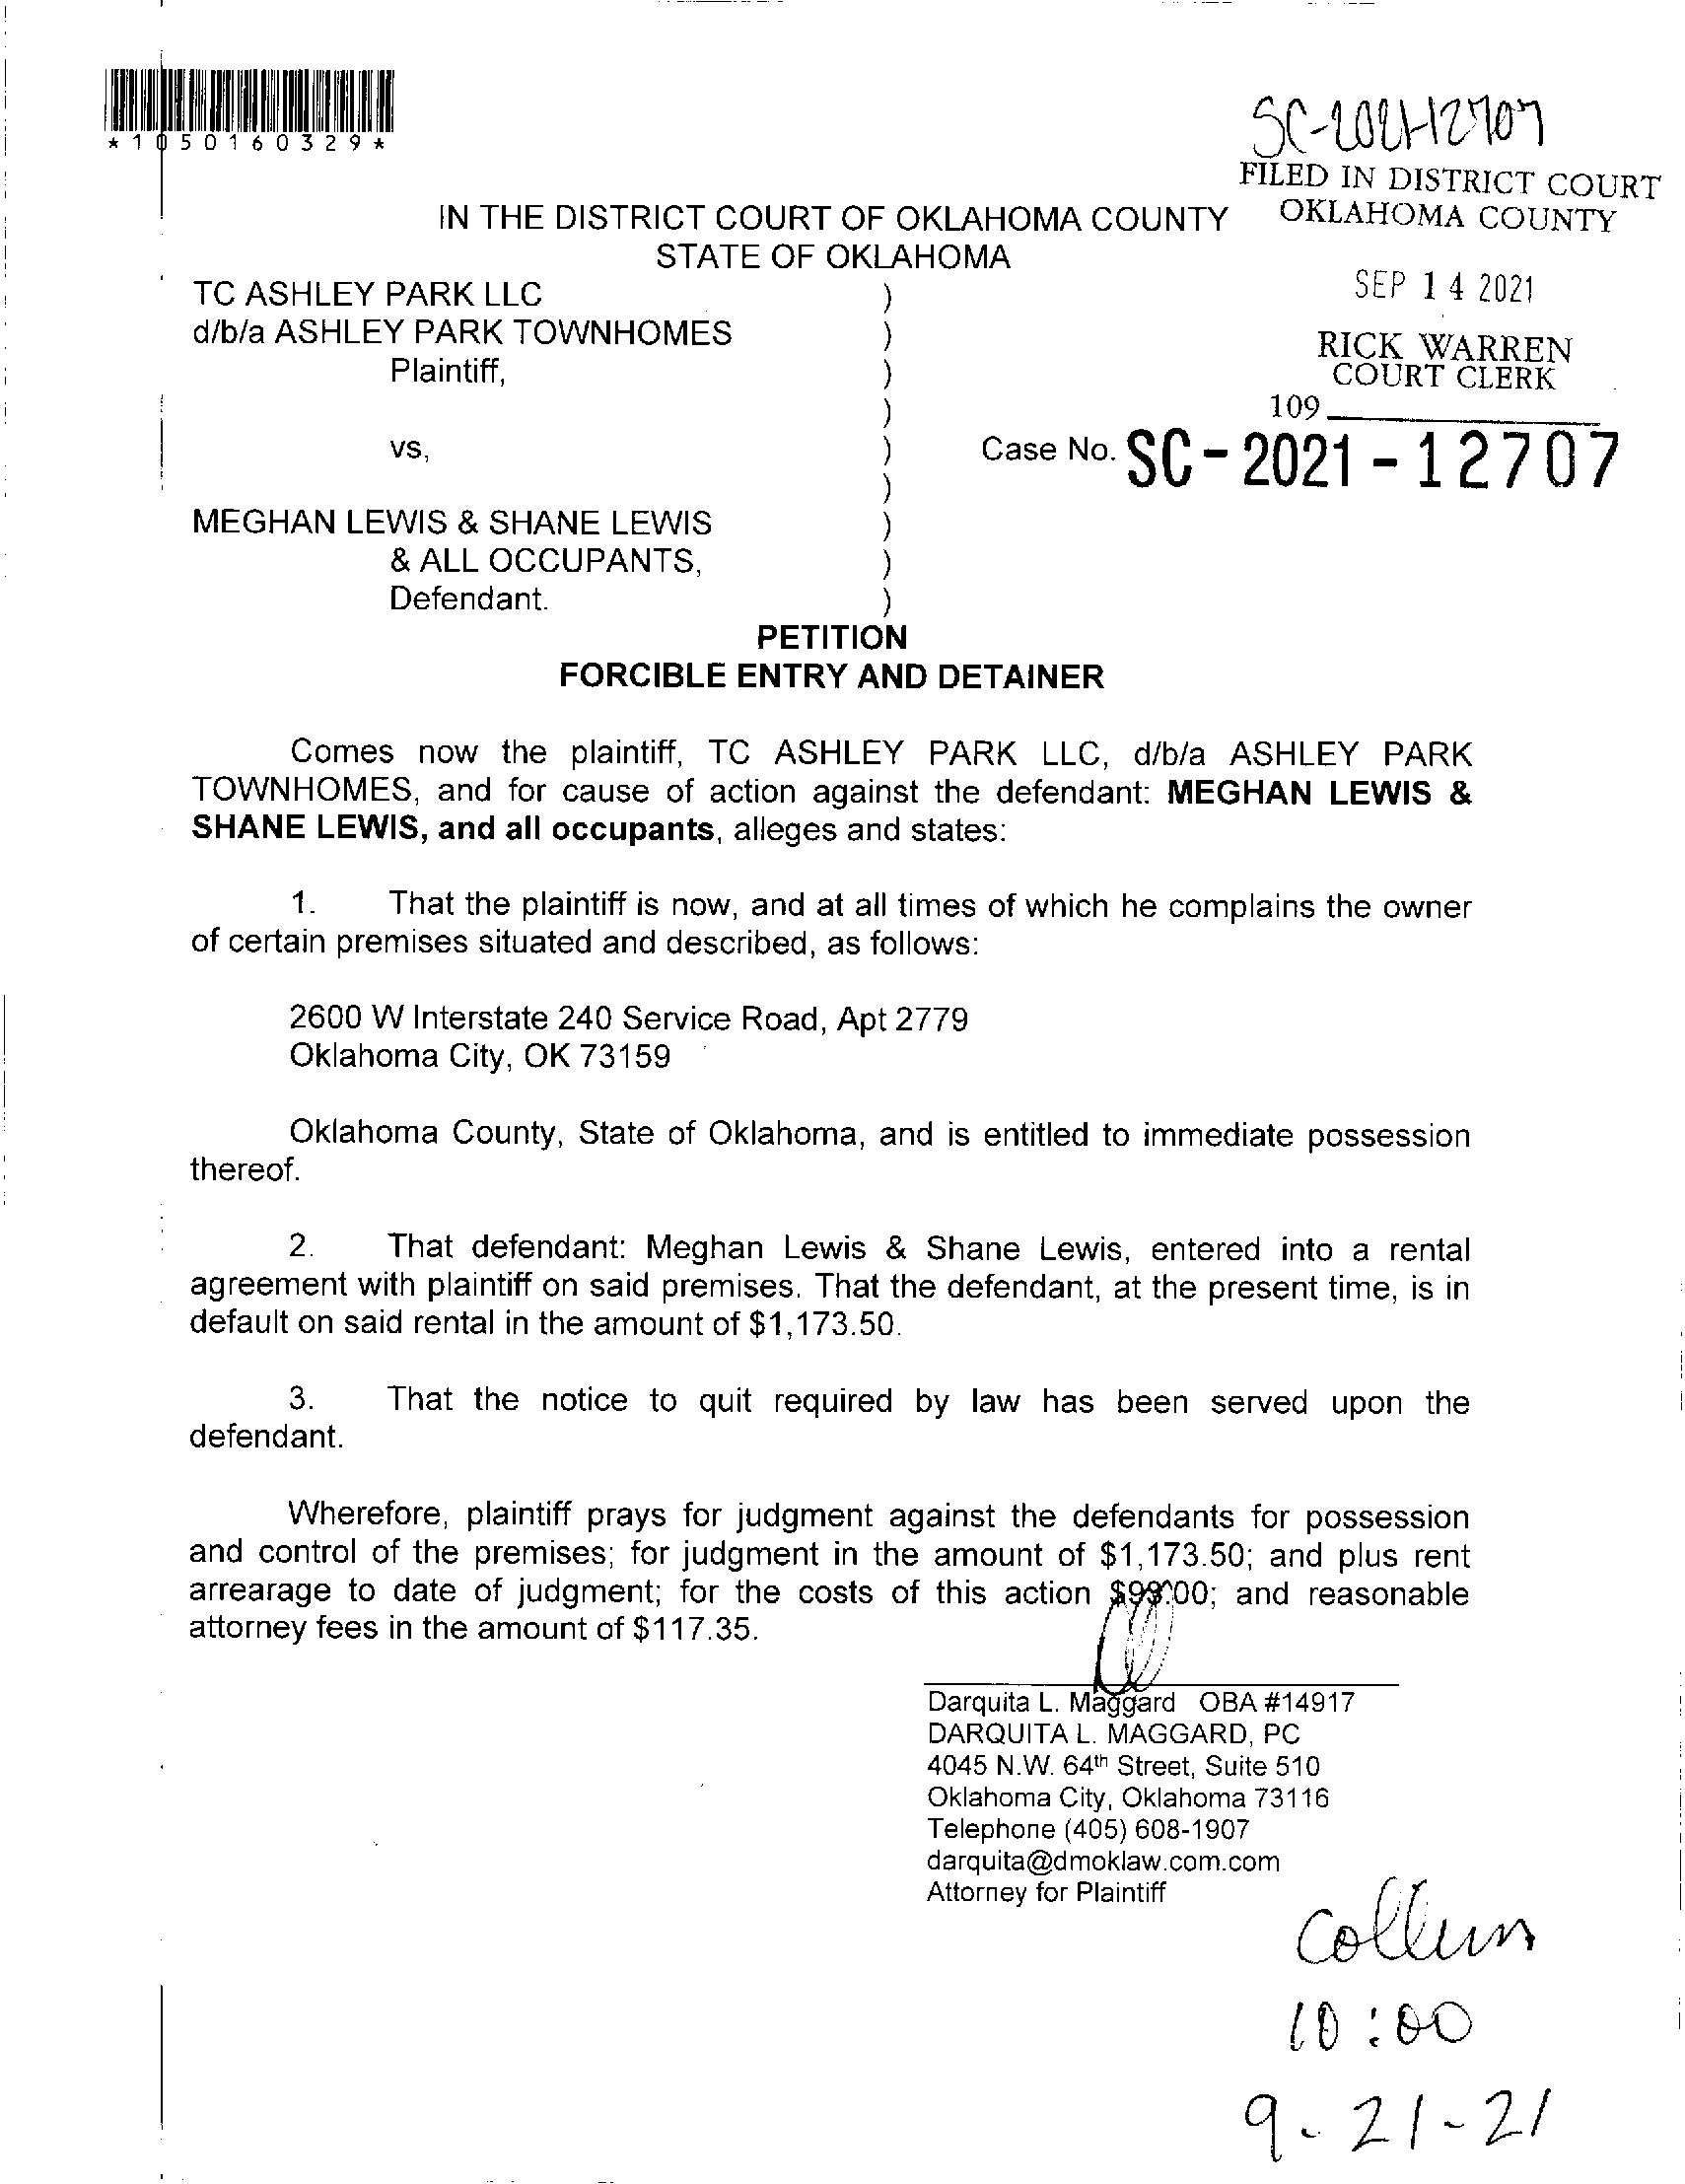 *1050160329*
SC-2021-12707
FILED IN DISTRICT COURT
OKLAHOMA COUNTY
SEP 14 2021
RICK WARREN
COURT CLERK
109
IN THE DISTRICT COURT OF OKLAHOMA COUNTY
STATE OF OKLAHOMA
TC ASHLEY PARK LLC )
d/b/a ASHLEY PARK TOWNHOMES )
Plaintiff, )
)
vs, ) Case No. SC-2021-12707
)
MEGHAN LEWIS & SHANE LEWIS )
& ALL OCCUPANTS, )
Defendant. )
PETITION
FORCIBLE ENTRY AND DETAINER
Comes now the plaintiff, TC ASHLEY PARK LLC, d/b/a ASHLEY PARK
TOWNHOMES, and for cause of action against the defendant: MEGHAN LEWIS &
SHANE LEWIS, and all occupants, alleges and states:
1. That the plaintiff is now, and at all times of which he complains the owner
of certain premises situated and described, as follows:
2600 W Interstate 240 Service Road, Apt 2779
Oklahoma City, OK 73159
Oklahoma County, State of Oklahoma, and is entitled to immediate possession
thereof.
2. That defendant: Meghan Lewis & Shane Lewis, entered into a rental
agreement with plaintiff on said premises. That the defendant, at the present time, is in
default on said rental in the amount of $1,173.50.
3. That the notice to quit required by law has been served upon the
defendant.
Wherefore, plaintiff prays for judgment against the defendants for possession
and control of the premises; for judgment in the amount of $1,173.50; and plus rent
arrearage to date of judgment; for the costs of this action and reasonable
attorney fees in the amount of $117.35.
Darquita L. Maggard OBA #14917
DARQUITA L. MAGGARD, PC
4045 N.W. 64th Street, Suite 510
Oklahoma City, Oklahoma 73116
Telephone (405) 608-1907
darquita@dmoklaw.com.com
Attorney for Plaintiff
Collins
10:00
9-21-21